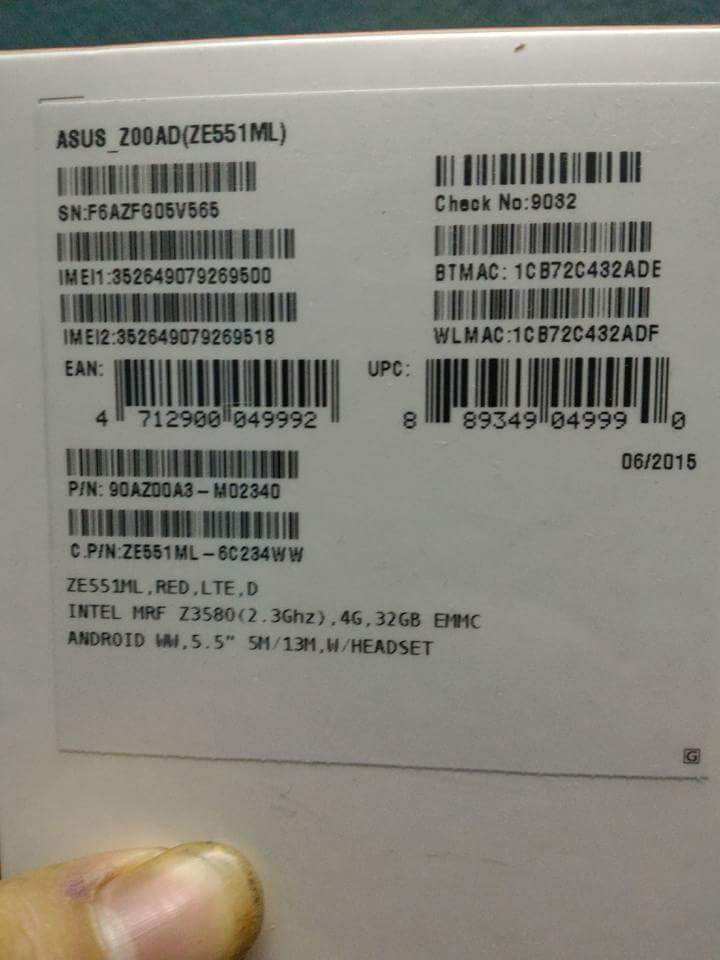 ASUS_Z00AD(ZE551ML)
SN:F6AZFG05V565
Check No:9032
IMEI1:352649079269500
BTMAC: 1CB72C432ADE
IMEI2:352649079269518
WLMAC:1CB72C432ADF
EAN:
4 712900 049992
UPC:
8 89349 04999 0
06/2015
P/N: 90AZ00A3-M02340
C.P/N:ZE551ML-6C234WW
ZE551ML,RED,LTE,D
INTEL MRF Z3580(2.3Ghz),4G,32GB EMMC
ANDROID WW,5.5" 5M/13M,W/HEADSET
G